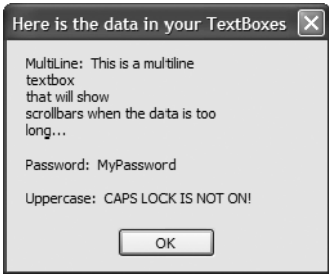 Here is the data in your TextBoxes
MultiLine: This is a multiline
textbox
that will show
scrollbars when the data is too
long...
Password: MyPassword
Uppercase: CAPS LOCK IS NOT ON!
OK